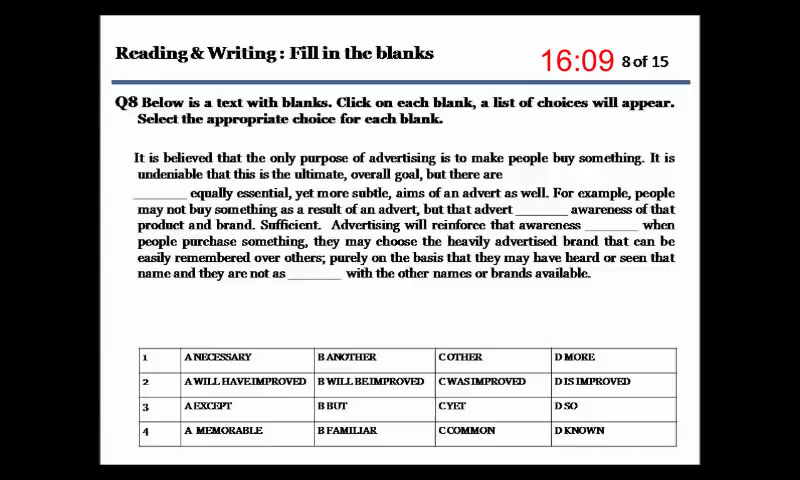 Reading & Writing : Fill in the blanks
16:09 8 of 15
Q8 Below is a text with blanks. Click on each blank, a list of choices will appear.
Select the appropriate choice for each blank.
It is believed that the only purpose of advertising is to make people buy something. It is
undeniable that this is the ultimate, overall goal, but there are
_______ equally essential, yet more subtle, aims of an advert as well. For example, people
may not buy something as a result of an advert, but that advert _______ awareness of that
product and brand. Sufficient. Advertising will reinforce that awareness _______ when
people purchase something, they may choose the heavily advertised brand that can be
easily remembered over others; purely on the basis that they may have heard or seen that
name and they are not as _______ with the other names or brands available.
1 A NECESSARY B ANOTHER C OTHER D MORE
2 A WILL HAVE IMPROVED B WILL BE IMPROVED C WAS IMPROVED D IS IMPROVED
3 A EXCEPT B BUT C YET D SO
4 A MEMORABLE B FAMILIAR C COMMON D KNOWN